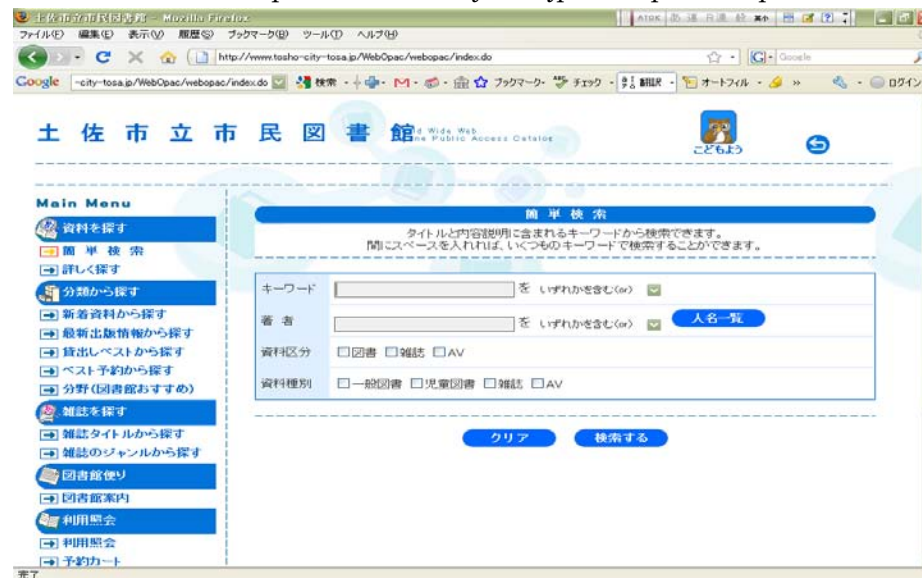 土佐市立市民図書館 - Mozilla Firefox
ファイル(F) 編集(E) 表示(V) 履歴(S) ブックマーク(B) ツール(T) ヘルプ(H)
http://www.tosho-city-tosa.jp/WebOpac/webopac/index.do
Google
Google -city-tosa.jp/WebOpac/webopac/index.do 検索 ブックマーク チェック 翻訳 オートフィル ログイン
土佐市立市民図書館
Wide Web
Public Access Catalog
こどもよう
Main Menu
資料を探す
簡単検索
詳しく探す
分類から探す
新着資料から探す
最新出版情報から探す
貸出しベストから探す
ベスト予約から探す
分野(図書館おすすめ)
雑誌を探す
雑誌タイトルから探す
雑誌のジャンルから探す
図書館便り
図書館案内
利用照会
利用照会
予約カート
簡単検索
タイトルと内容説明に含まれるキーワードから検索できます。
間にスペースを入れれば、いくつものキーワードで検索することができます。
キーワード を いずれかを含む(or)
著者 を いずれかを含む(or) 人名一覧
資料区分 図書 雑誌 AV
資料種別 一般図書 児童図書 雑誌 AV
クリア 検索する
完了